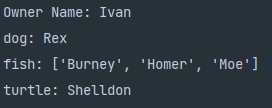 Owner Name: Ivan
dog: Rex
fish: ['Burney', 'Homer', 'Moe']
turtle: Shelldon